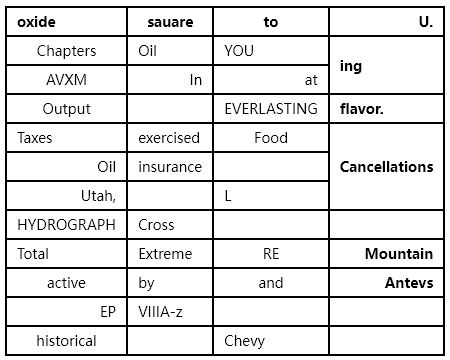 oxide sauare to U.
Chapters Oil YOU ing
AVXM In at
Output EVERLASTING flavor.
Taxes exercised Food Cancellations
Oil insurance
Utah, L
HYDROGRAPH Cross
Total Extreme RE Mountain
active by and Antevs
EP VIIIA-z
historical Chevy